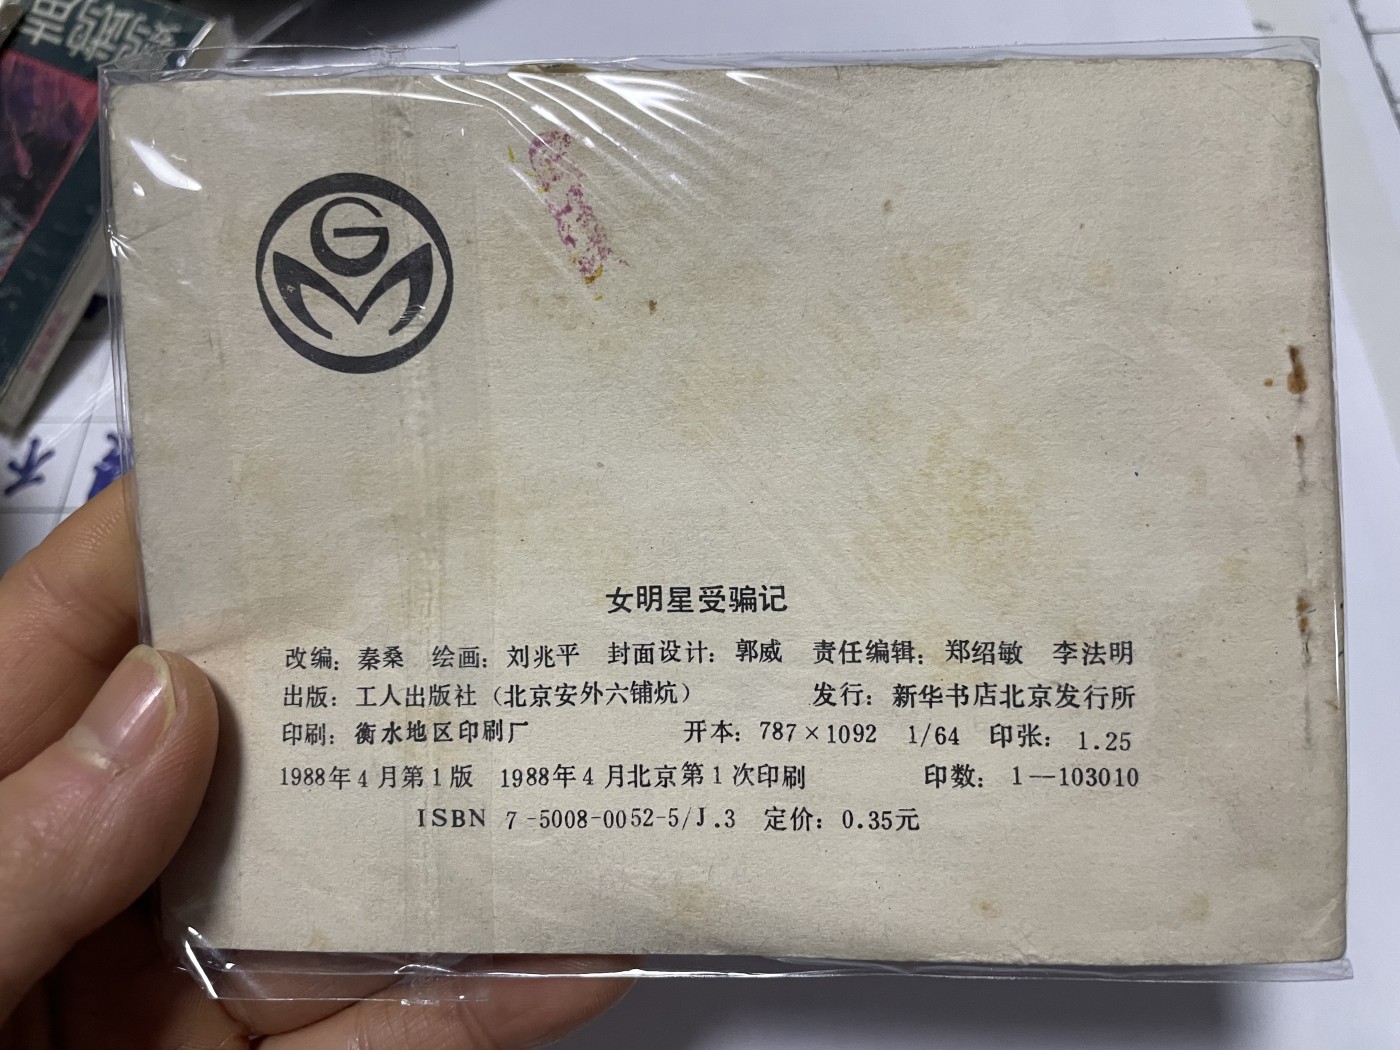 GM
女明星受骗记
改编：秦桑 绘画：刘兆平 封面设计：郭威 责任编辑：郑绍敏 李法明
出版：工人出版社（北京安外六铺炕） 发行：新华书店北京发行所
印刷：衡水地区印刷厂 开本：787×1092 1/64 印张：1.25
1988年4月第1版 1988年4月北京第1次印刷 印数：1—103010
ISBN 7-5008-0052-5/J.3 定价：0.35元
不